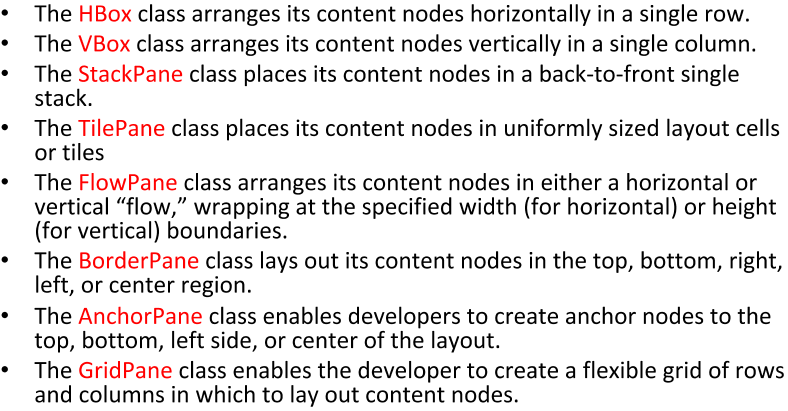 • The HBox class arranges its content nodes horizontally in a single row.
• The VBox class arranges its content nodes vertically in a single column.
• The StackPane class places its content nodes in a back-to-front single
stack.
• The TilePane class places its content nodes in uniformly sized layout cells
or tiles
• The FlowPane class arranges its content nodes in either a horizontal or
vertical “flow,” wrapping at the specified width (for horizontal) or height
(for vertical) boundaries.
• The BorderPane class lays out its content nodes in the top, bottom, right,
left, or center region.
• The AnchorPane class enables developers to create anchor nodes to the
top, bottom, left side, or center of the layout.
• The GridPane class enables the developer to create a flexible grid of rows
and columns in which to lay out content nodes.